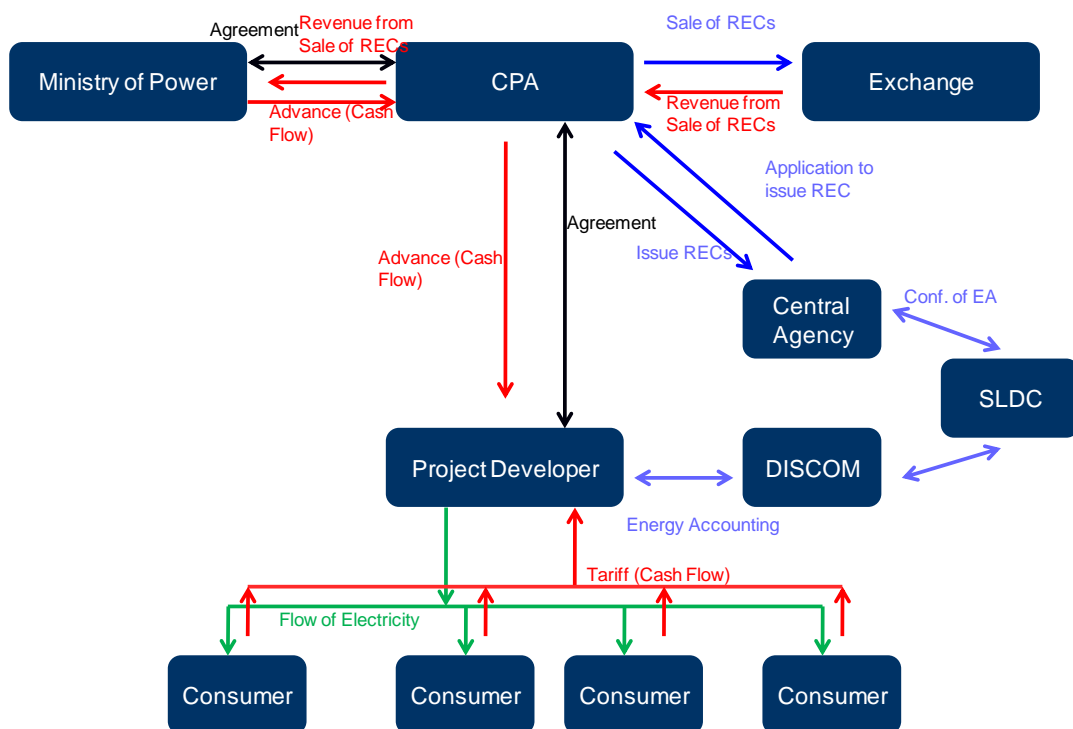 Agreement
Revenue from
Sale of RECs
Sale of RECs
Ministry of Power
CPA
Exchange
Advance (Cash
Flow)
Revenue from
Sale of RECs
Application to
issue REC
Agreement
Issue RECs
Advance (Cash
Flow)
Central
Agency
Conf. of EA
SLDC
Project Developer
DISCOM
Energy Accounting
Tariff (Cash Flow)
Flow of Electricity
Consumer
Consumer
Consumer
Consumer